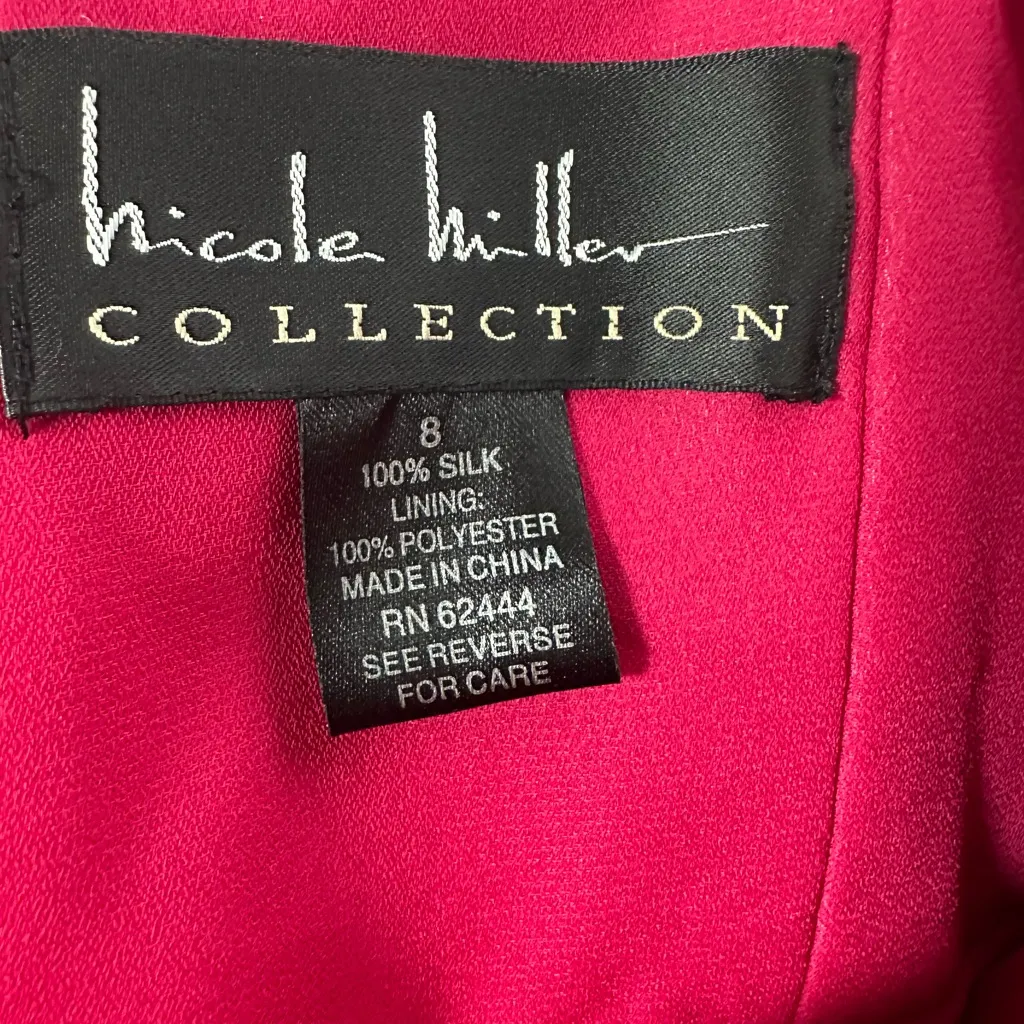 nicole miller
COLLECTION
8
100% SILK
LINING:
100% POLYESTER
MADE IN CHINA
RN 62444
SEE REVERSE
FOR CARE